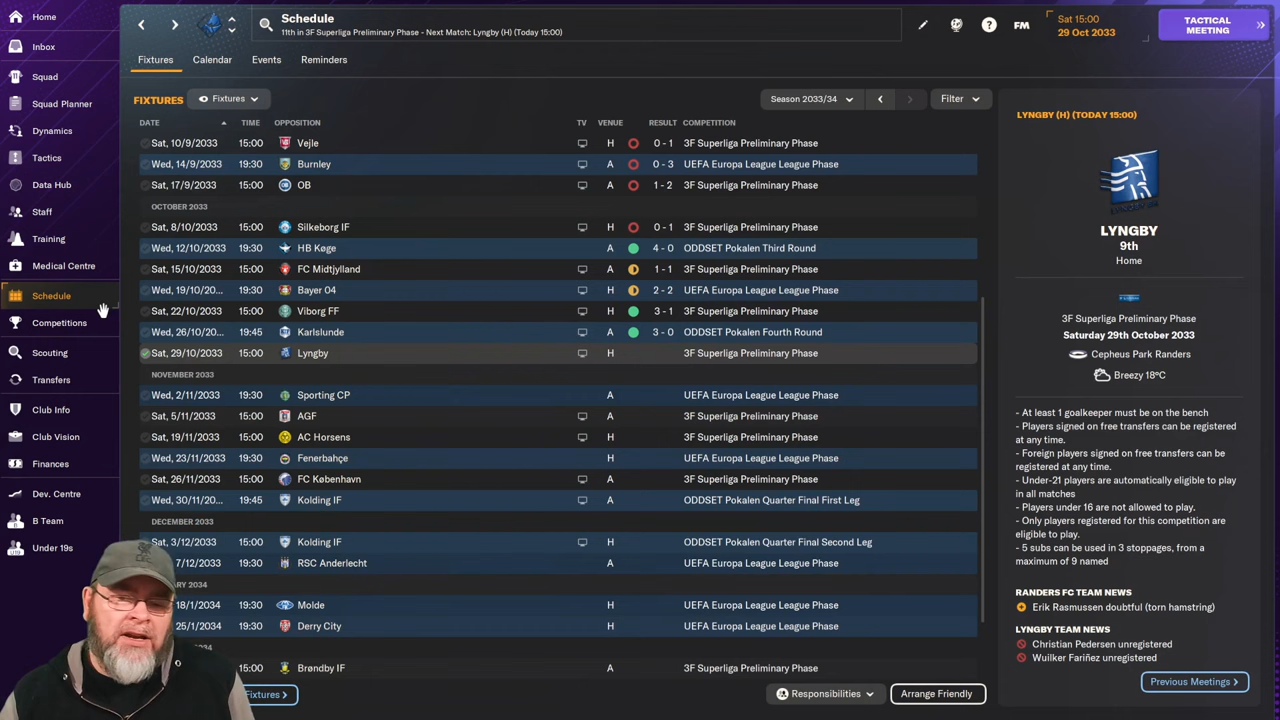 Home
Inbox
Squad
Squad Planner
Dynamics
Tactics
Data Hub
Staff
Training
Medical Centre
Schedule
Competitions
Scouting
Transfers
Club Info
Club Vision
Finances
Dev. Centre
B Team
Under 19s
Schedule
11th in 3F Superliga Preliminary Phase - Next Match: Lyngby (H) (Today 15:00)
FM
Sat 15:00
29 Oct 2033
TACTICAL
MEETING
Fixtures Calendar Events Reminders
FIXTURES Fixtures Season 2033/34 Filter
DATE TIME OPPOSITION TV VENUE RESULT COMPETITION
Sat, 10/9/2033 15:00 Vejle H 0 - 1 3F Superliga Preliminary Phase
Wed, 14/9/2033 19:30 Burnley A 0 - 3 UEFA Europa League League Phase
Sat, 17/9/2033 15:00 OB A 1 - 2 3F Superliga Preliminary Phase
OCTOBER 2033
Sat, 8/10/2033 15:00 Silkeborg IF H 0 - 1 3F Superliga Preliminary Phase
Wed, 12/10/2033 19:30 HB Køge A 4 - 0 ODDSET Pokalen Third Round
Sat, 15/10/2033 15:00 FC Midtjylland A 1 - 1 3F Superliga Preliminary Phase
Wed, 19/10/20... 19:30 Bayer 04 A 2 - 2 UEFA Europa League League Phase
Sat, 22/10/2033 15:00 Viborg FF H 3 - 1 3F Superliga Preliminary Phase
Wed, 26/10/20... 19:45 Karlslunde A 3 - 0 ODDSET Pokalen Fourth Round
Sat, 29/10/2033 15:00 Lyngby H 3F Superliga Preliminary Phase
NOVEMBER 2033
Wed, 2/11/2033 19:30 Sporting CP A UEFA Europa League League Phase
Sat, 5/11/2033 15:00 AGF A 3F Superliga Preliminary Phase
Sat, 19/11/2033 15:00 AC Horsens H 3F Superliga Preliminary Phase
Wed, 23/11/2033 19:30 Fenerbahçe H UEFA Europa League League Phase
Sat, 26/11/2033 15:00 FC København A 3F Superliga Preliminary Phase
Wed, 30/11/20... 19:45 Kolding IF A ODDSET Pokalen Quarter Final First Leg
DECEMBER 2033
Sat, 3/12/2033 15:00 Kolding IF H ODDSET Pokalen Quarter Final Second Leg
7/12/2033 19:30 RSC Anderlecht A UEFA Europa League League Phase
ARY 2034
18/1/2034 19:30 Molde H UEFA Europa League League Phase
25/1/2034 19:30 Derry City H UEFA Europa League League Phase
15:00 Brøndby IF A 3F Superliga Preliminary Phase
Fixtures > Responsibilities Arrange Friendly
LYNGBY (H) (TODAY 15:00)
LYNGBY
9th
Home
3F Superliga Preliminary Phase
Saturday 29th October 2033
Cepheus Park Randers
Breezy 18°C
- At least 1 goalkeeper must be on the bench
- Players signed on free transfers can be registered
at any time.
- Foreign players signed on free transfers can be
registered at any time.
- Under-21 players are automatically eligible to play
in all matches
- Players under 16 are not allowed to play.
- Only players registered for this competition are
eligible to play.
- 5 subs can be used in 3 stoppages, from a
maximum of 9 named
RANDERS FC TEAM NEWS
Erik Rasmussen doubtful (torn hamstring)
LYNGBY TEAM NEWS
Christian Pedersen unregistered
Wuilker Fariñez unregistered
Previous Meetings >